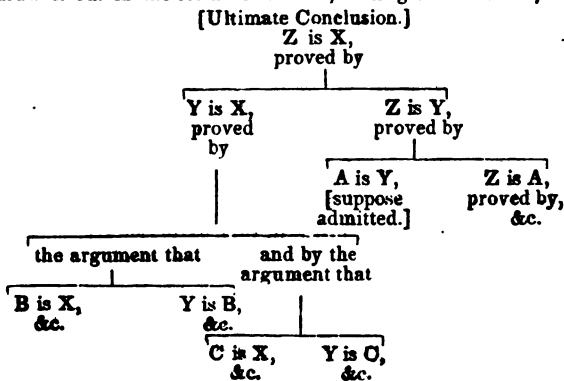 [Ultimate Conclusion.]
Z is X,
proved by
Y is X, Z is Y,
proved proved by
by
A is Y, Z is A,
[suppose proved by,
admitted.] &c.
the argument that and by the
argument that
B is X, Y is B,
&c. &c.
C is X, Y is C,
&c. &c.